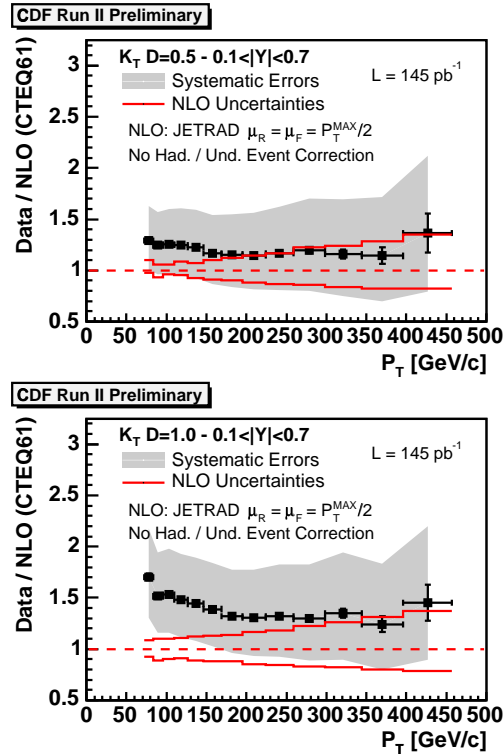 CDF Run II Preliminary
K_T D=0.5 - 0.1<|Y|<0.7
Systematic Errors
NLO Uncertainties
L = 145 pb^-1
NLO: JETRAD μ_R = μ_F = P_T^MAX/2
No Had. / Und. Event Correction
Data / NLO (CTEQ61)
3
2.5
2
1.5
1
0.5
0 50 100 150 200 250 300 350 400 450 500
P_T [GeV/c]
CDF Run II Preliminary
K_T D=1.0 - 0.1<|Y|<0.7
Systematic Errors
NLO Uncertainties
L = 145 pb^-1
NLO: JETRAD μ_R = μ_F = P_T^MAX/2
No Had. / Und. Event Correction
Data / NLO (CTEQ61)
3
2.5
2
1.5
1
0.5
0 50 100 150 200 250 300 350 400 450 500
P_T [GeV/c]